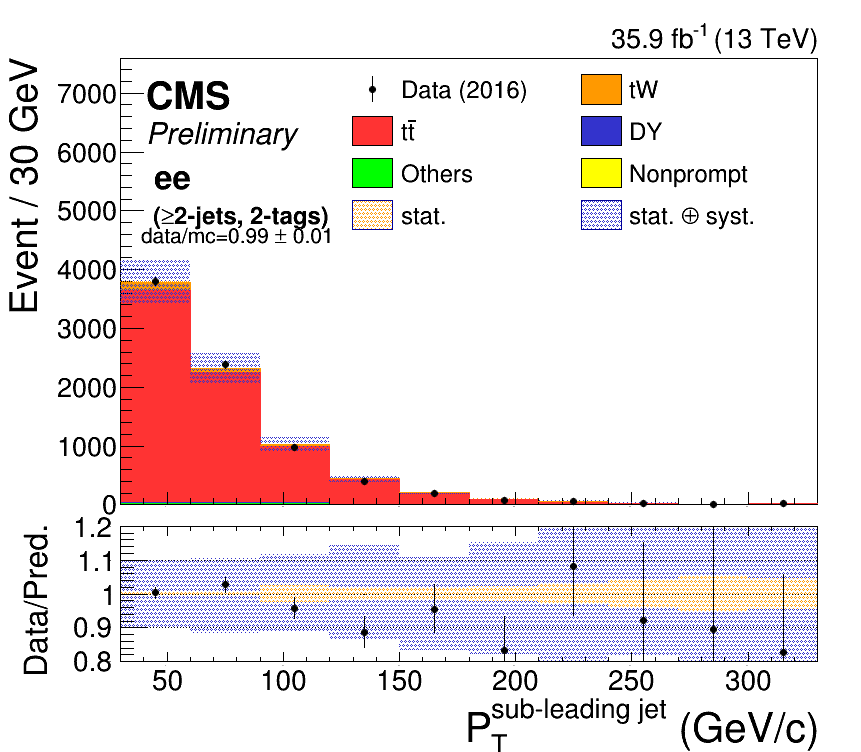 35.9 fb⁻¹ (13 TeV)
Event / 30 GeV
7000
6000
5000
4000
3000
2000
1000
0
CMS
Preliminary
ee
(≥2-jets, 2-tags)
data/mc=0.99 ± 0.01
Data (2016)
tW
tt̄
DY
Others
Nonprompt
stat.
stat. ⊕ syst.
Data/Pred.
1.2
1.1
1
0.9
0.8
50 100 150 200 250 300
P_T^sub-leading jet (GeV/c)